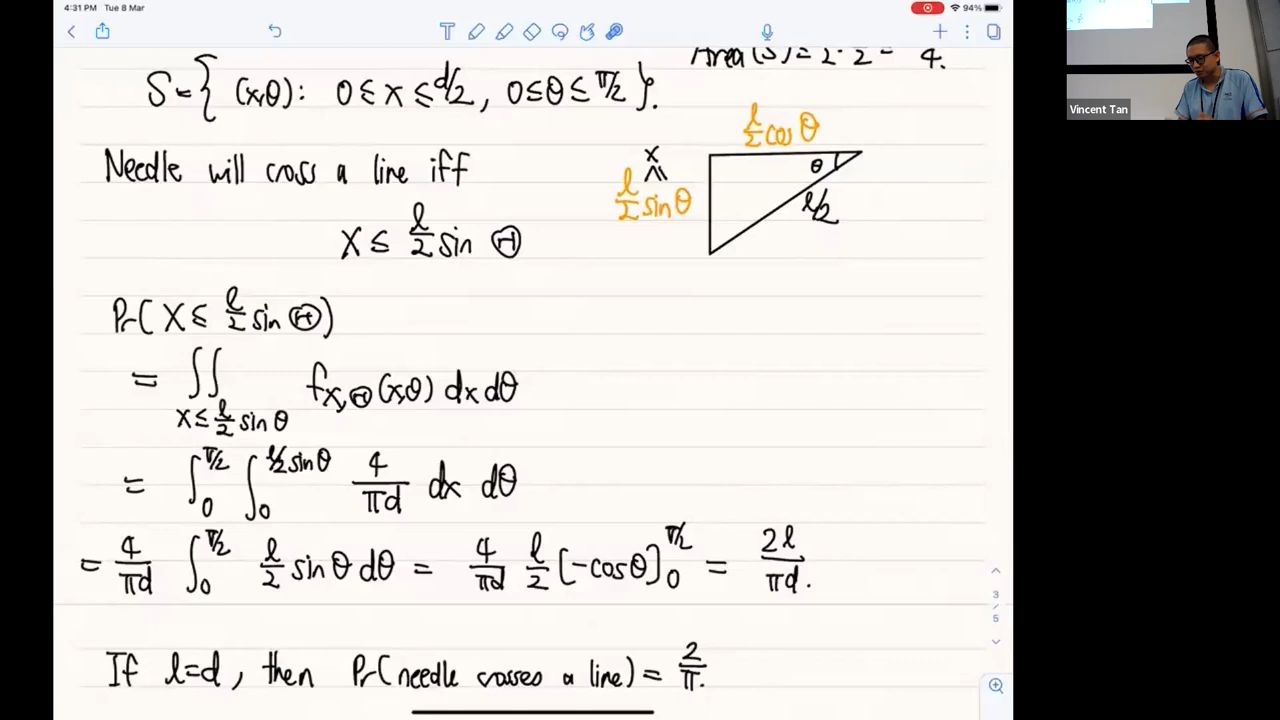 4:31 PM Tue 8 Mar
94%
Area(S) = 2 · 2 = 4.
S = { (x,θ): 0 ≤ x ≤ d/2, 0 ≤ θ ≤ π/2 }.
l/2 cos θ
Needle will cross a line iff
x
θ
l/2 sin θ
l/2
X ≤ l/2 sin Θ
Pr( X ≤ l/2 sin Θ )
= ∬ f_{X,Θ}(x,θ) dx dθ
x ≤ l/2 sin θ
= ∫_0^{π/2} ∫_0^{l/2 sin θ} 4/(πd) dx dθ
= 4/(πd) ∫_0^{π/2} l/2 sin θ dθ = 4/(πd) l/2 [-cos θ]_0^{π/2} = 2l/(πd).
If l=d, then Pr(needle crosses a line) = 2/π.
3
/
5
Vincent Tan